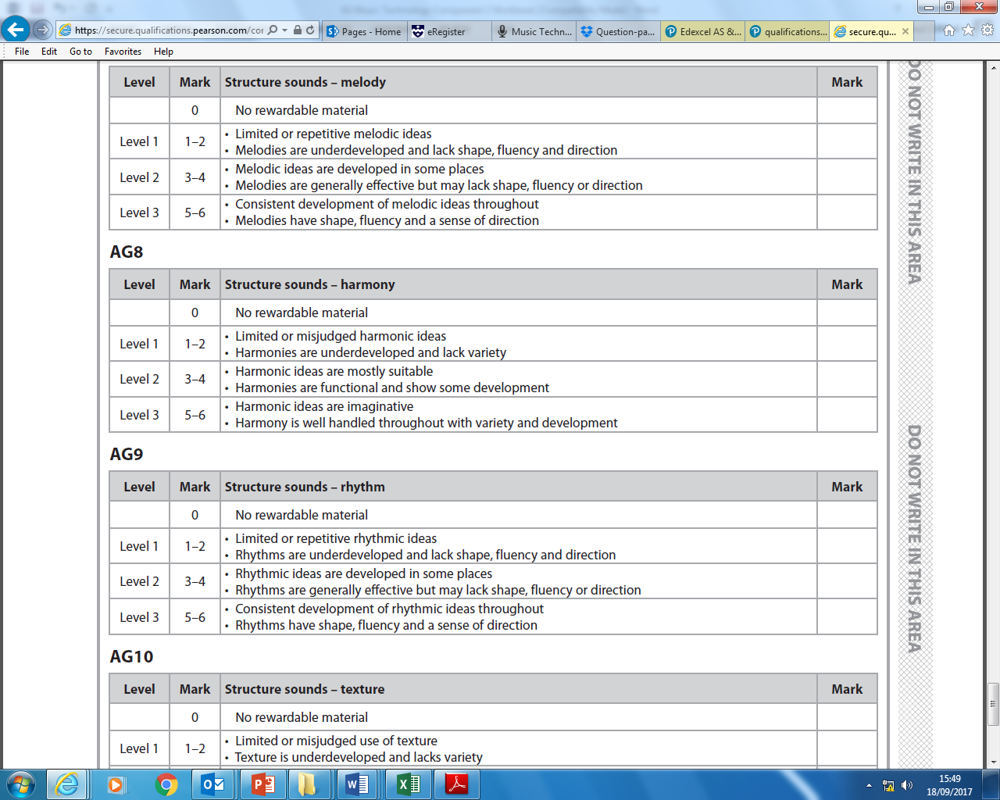 https://secure.qualifications.pearson.com/cor
Pages - Home
eRegister
Music Techn...
Question-pa...
Edexcel AS &...
qualifications...
secure.qu...
File Edit Go to Favorites Help
Level Mark Structure sounds – melody Mark
0 No rewardable material
Level 1 1–2
• Limited or repetitive melodic ideas
• Melodies are underdeveloped and lack shape, fluency and direction
Level 2 3–4
• Melodic ideas are developed in some places
• Melodies are generally effective but may lack shape, fluency or direction
Level 3 5–6
• Consistent development of melodic ideas throughout
• Melodies have shape, fluency and a sense of direction
AG8
Level Mark Structure sounds – harmony Mark
0 No rewardable material
Level 1 1–2
• Limited or misjudged harmonic ideas
• Harmonies are underdeveloped and lack variety
Level 2 3–4
• Harmonic ideas are mostly suitable
• Harmonies are functional and show some development
Level 3 5–6
• Harmonic ideas are imaginative
• Harmony is well handled throughout with variety and development
AG9
Level Mark Structure sounds – rhythm Mark
0 No rewardable material
Level 1 1–2
• Limited or repetitive rhythmic ideas
• Rhythms are underdeveloped and lack shape, fluency and direction
Level 2 3–4
• Rhythmic ideas are developed in some places
• Rhythms are generally effective but may lack shape, fluency or direction
Level 3 5–6
• Consistent development of rhythmic ideas throughout
• Rhythms have shape, fluency and a sense of direction
AG10
Level Mark Structure sounds – texture Mark
0 No rewardable material
Level 1 1–2
• Limited or misjudged use of texture
• Texture is underdeveloped and lacks variety
DO NOT WRITE IN THIS AREA
DO NOT WRITE IN THIS AREA
15:49
18/09/2017